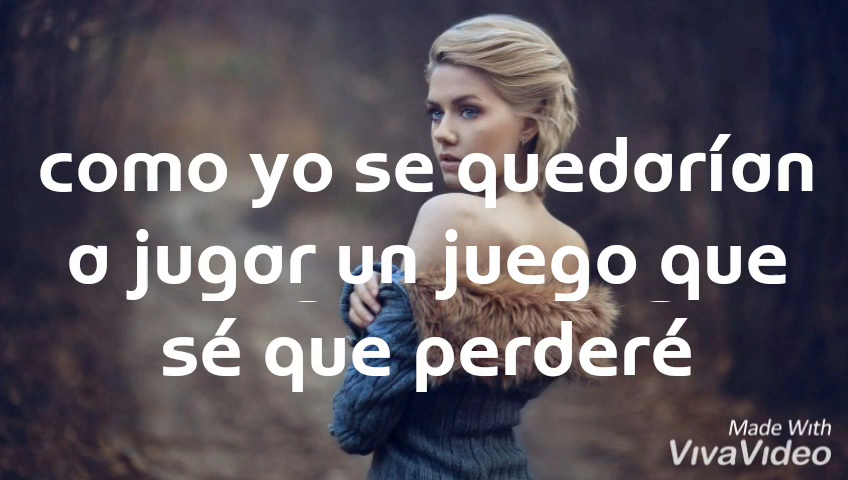 como yo se quedarían
a jugar un juego que
sé que perderé
Made With
VivaVideo